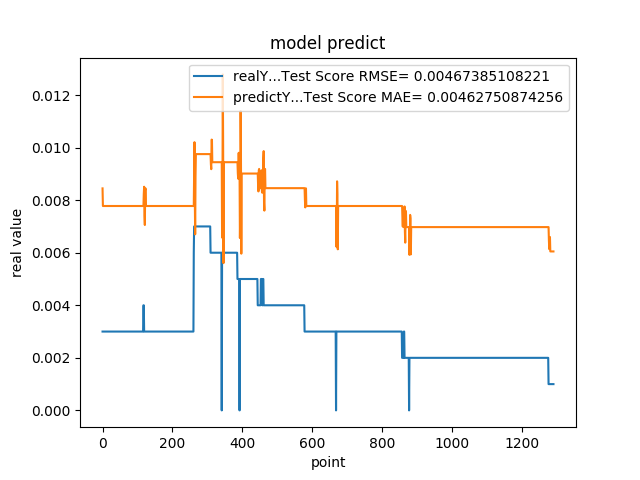 model predict
realY...Test Score RMSE= 0.00467385108221
predictY...Test Score MAE= 0.00462750874256
0.012
0.010
0.008
0.006
0.004
0.002
0.000
real value
0 200 400 600 800 1000 1200
point